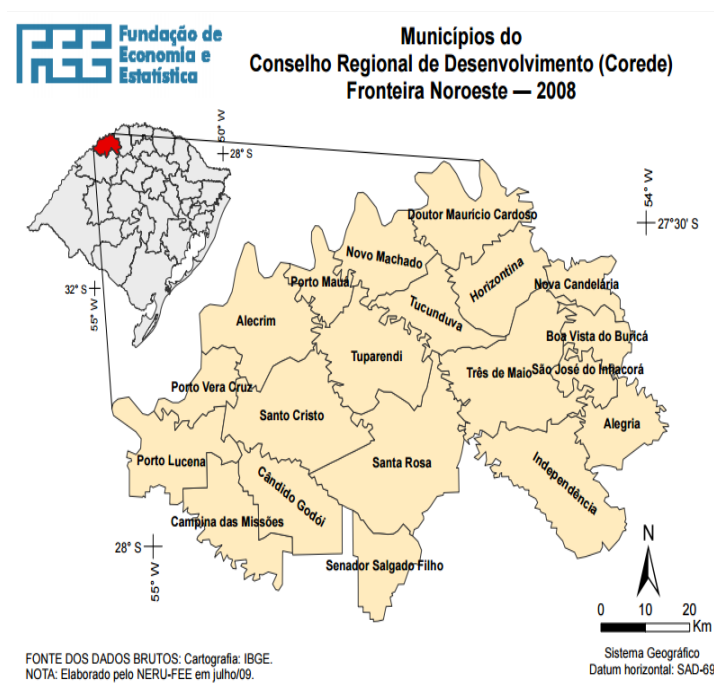 FEE
Fundação de
Economia e
Estatística
Municípios do
Conselho Regional de Desenvolvimento (Corede)
Fronteira Noroeste — 2008
50° W
28° S
32° S
55° W
54° W
27°30' S
Doutor Maurício Cardoso
Novo Machado
Horizontina
Porto Mauá
Nova Candelária
Tucunduva
Alecrim
Boa Vista do Buricá
Tuparendi
Três de Maio
São José do Inhacorá
Porto Vera Cruz
Santo Cristo
Alegria
Porto Lucena
Santa Rosa
Independência
Cândido Godói
Campina das Missões
28° S
55° W
Senador Salgado Filho
N
0 10 20
Km
Sistema Geográfico
Datum horizontal: SAD-69
FONTE DOS DADOS BRUTOS: Cartografia: IBGE.
NOTA: Elaborado pelo NERU-FEE em julho/09.